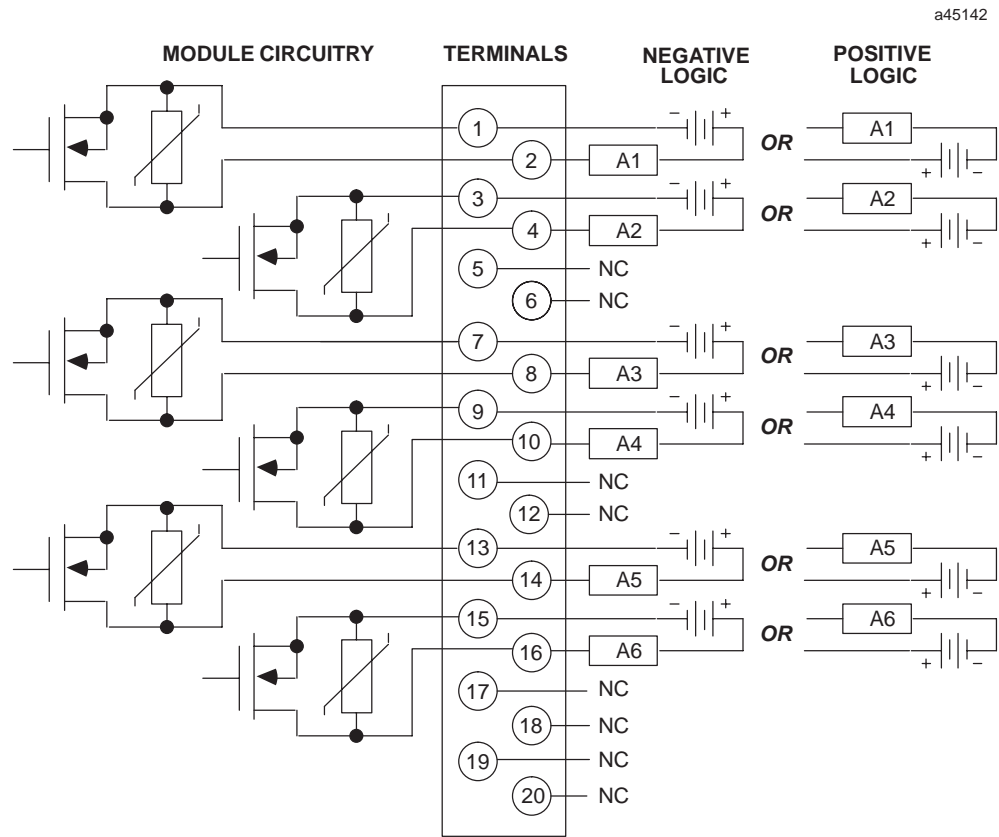 a45142
MODULE CIRCUITRY TERMINALS NEGATIVE LOGIC POSITIVE LOGIC
1 - + OR A1
2 A1 + -
3 - + OR A2
4 A2 + -
5 NC
6 NC
7 - + OR A3
8 A3 + -
9 - + OR A4
10 A4 + -
11 NC
12 NC
13 - + OR A5
14 A5 + -
15 - + OR A6
16 A6 + -
17 NC
18 NC
19 NC
20 NC